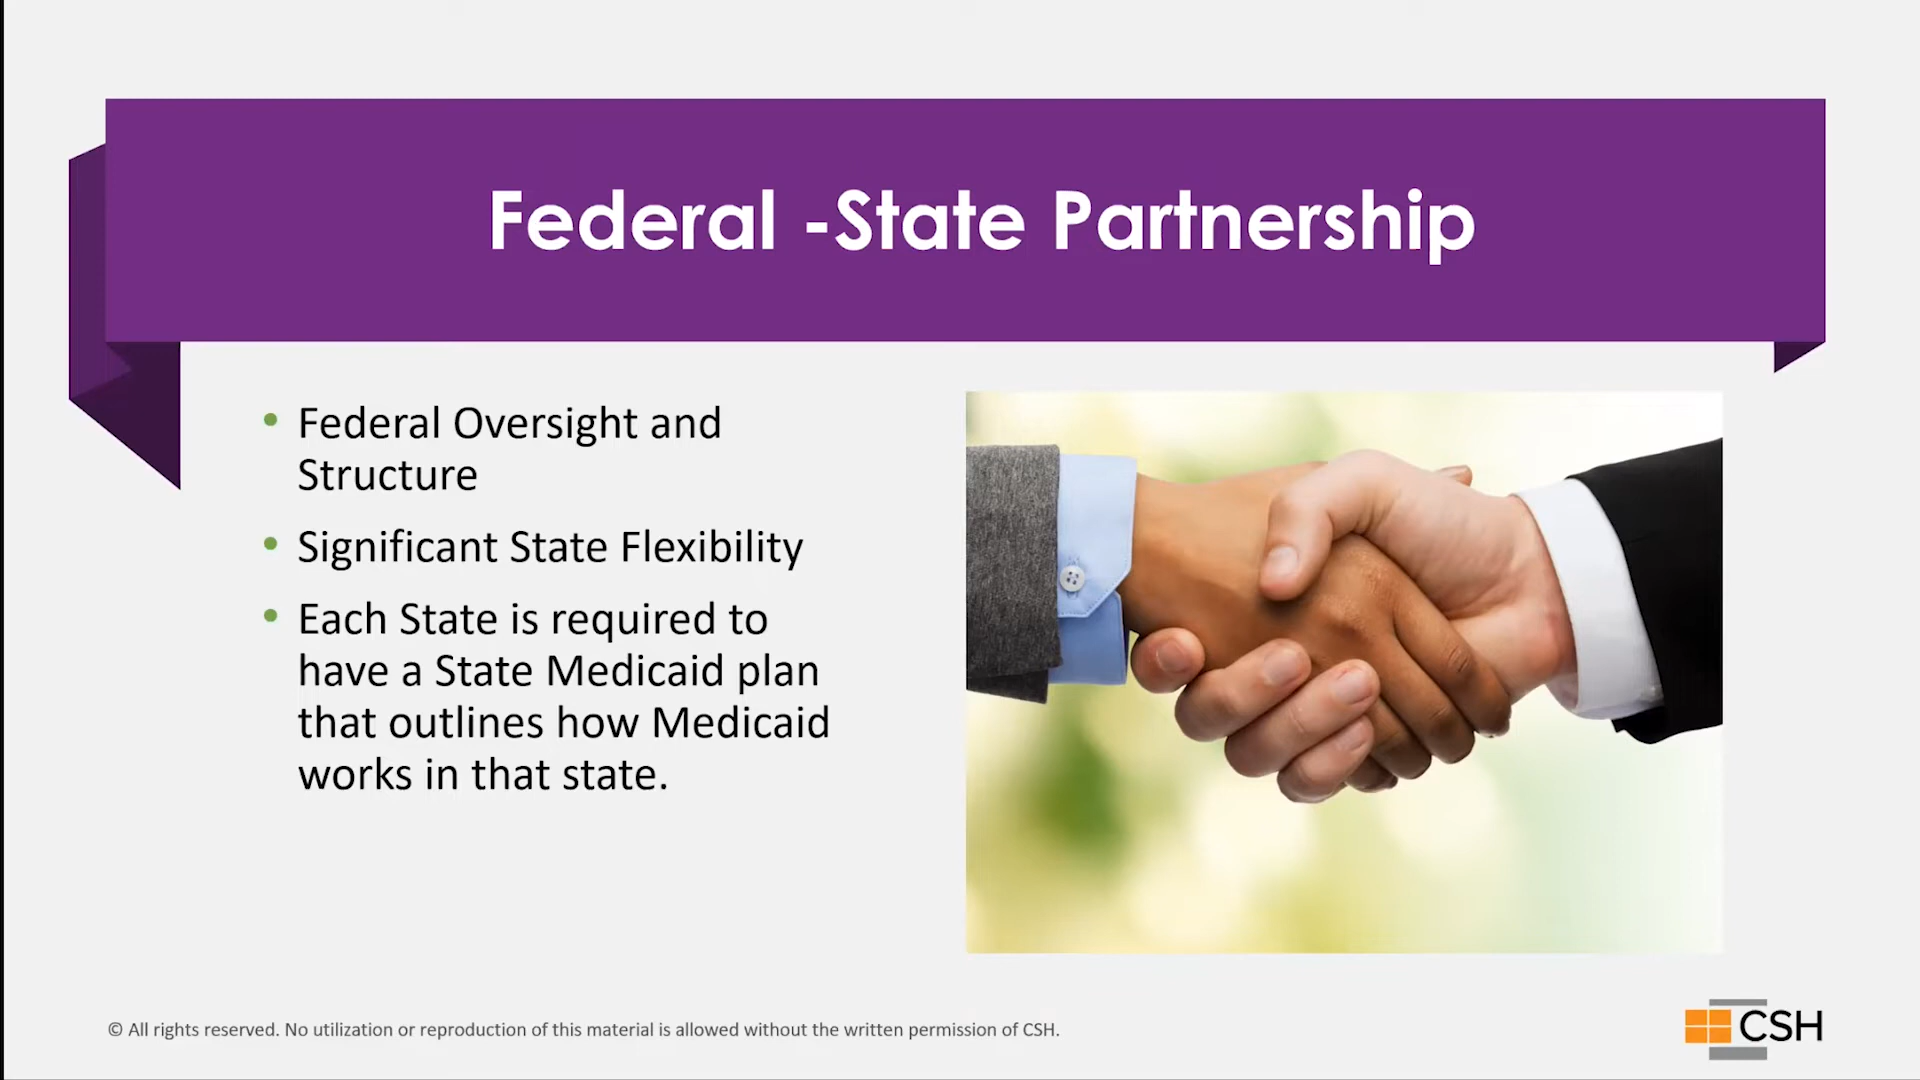 Federal -State Partnership
• Federal Oversight and
Structure
• Significant State Flexibility
• Each State is required to
have a State Medicaid plan
that outlines how Medicaid
works in that state.
© All rights reserved. No utilization or reproduction of this material is allowed without the written permission of CSH.
CSH